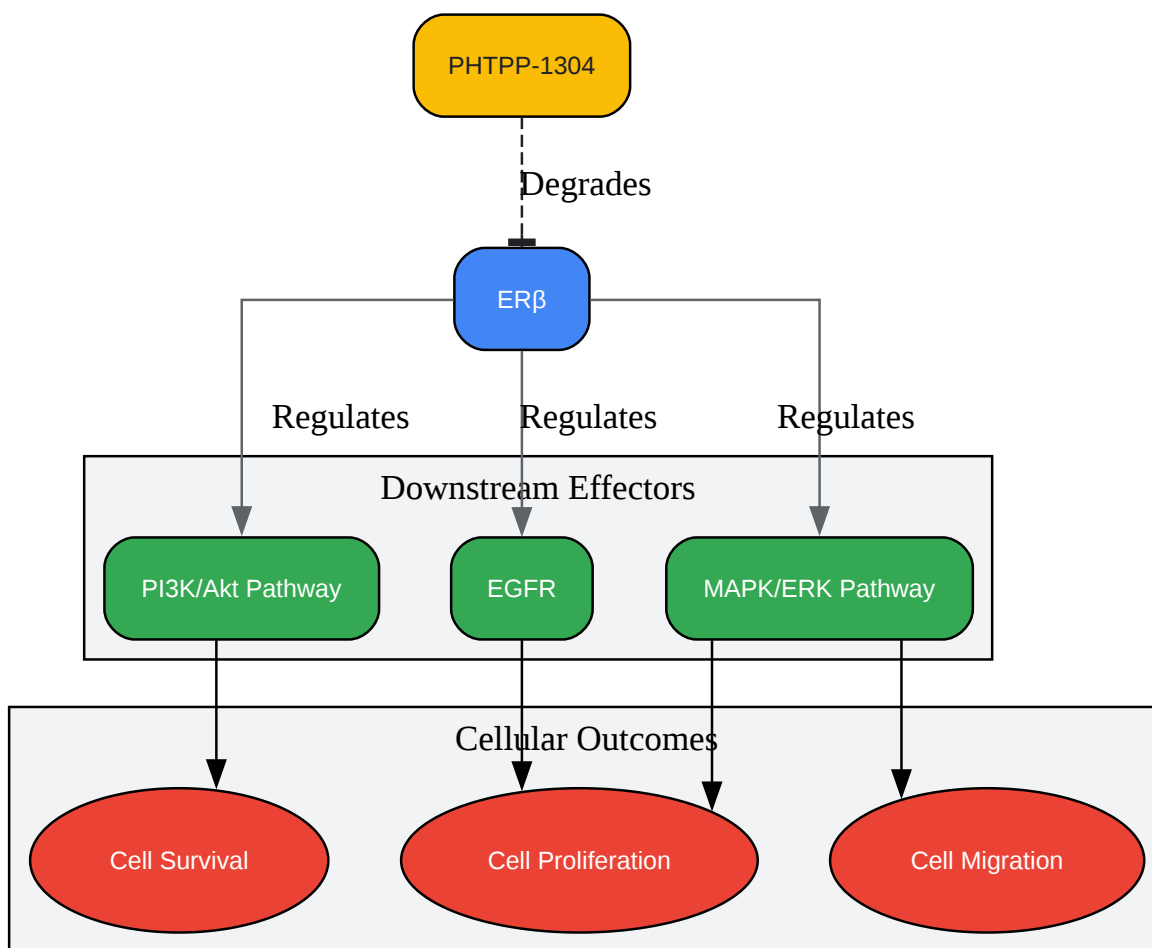 PHTPP-1304
Degrades
ERβ
Regulates
Regulates
Regulates
Downstream Effectors
PI3K/Akt Pathway
EGFR
MAPK/ERK Pathway
Cellular Outcomes
Cell Survival
Cell Proliferation
Cell Migration